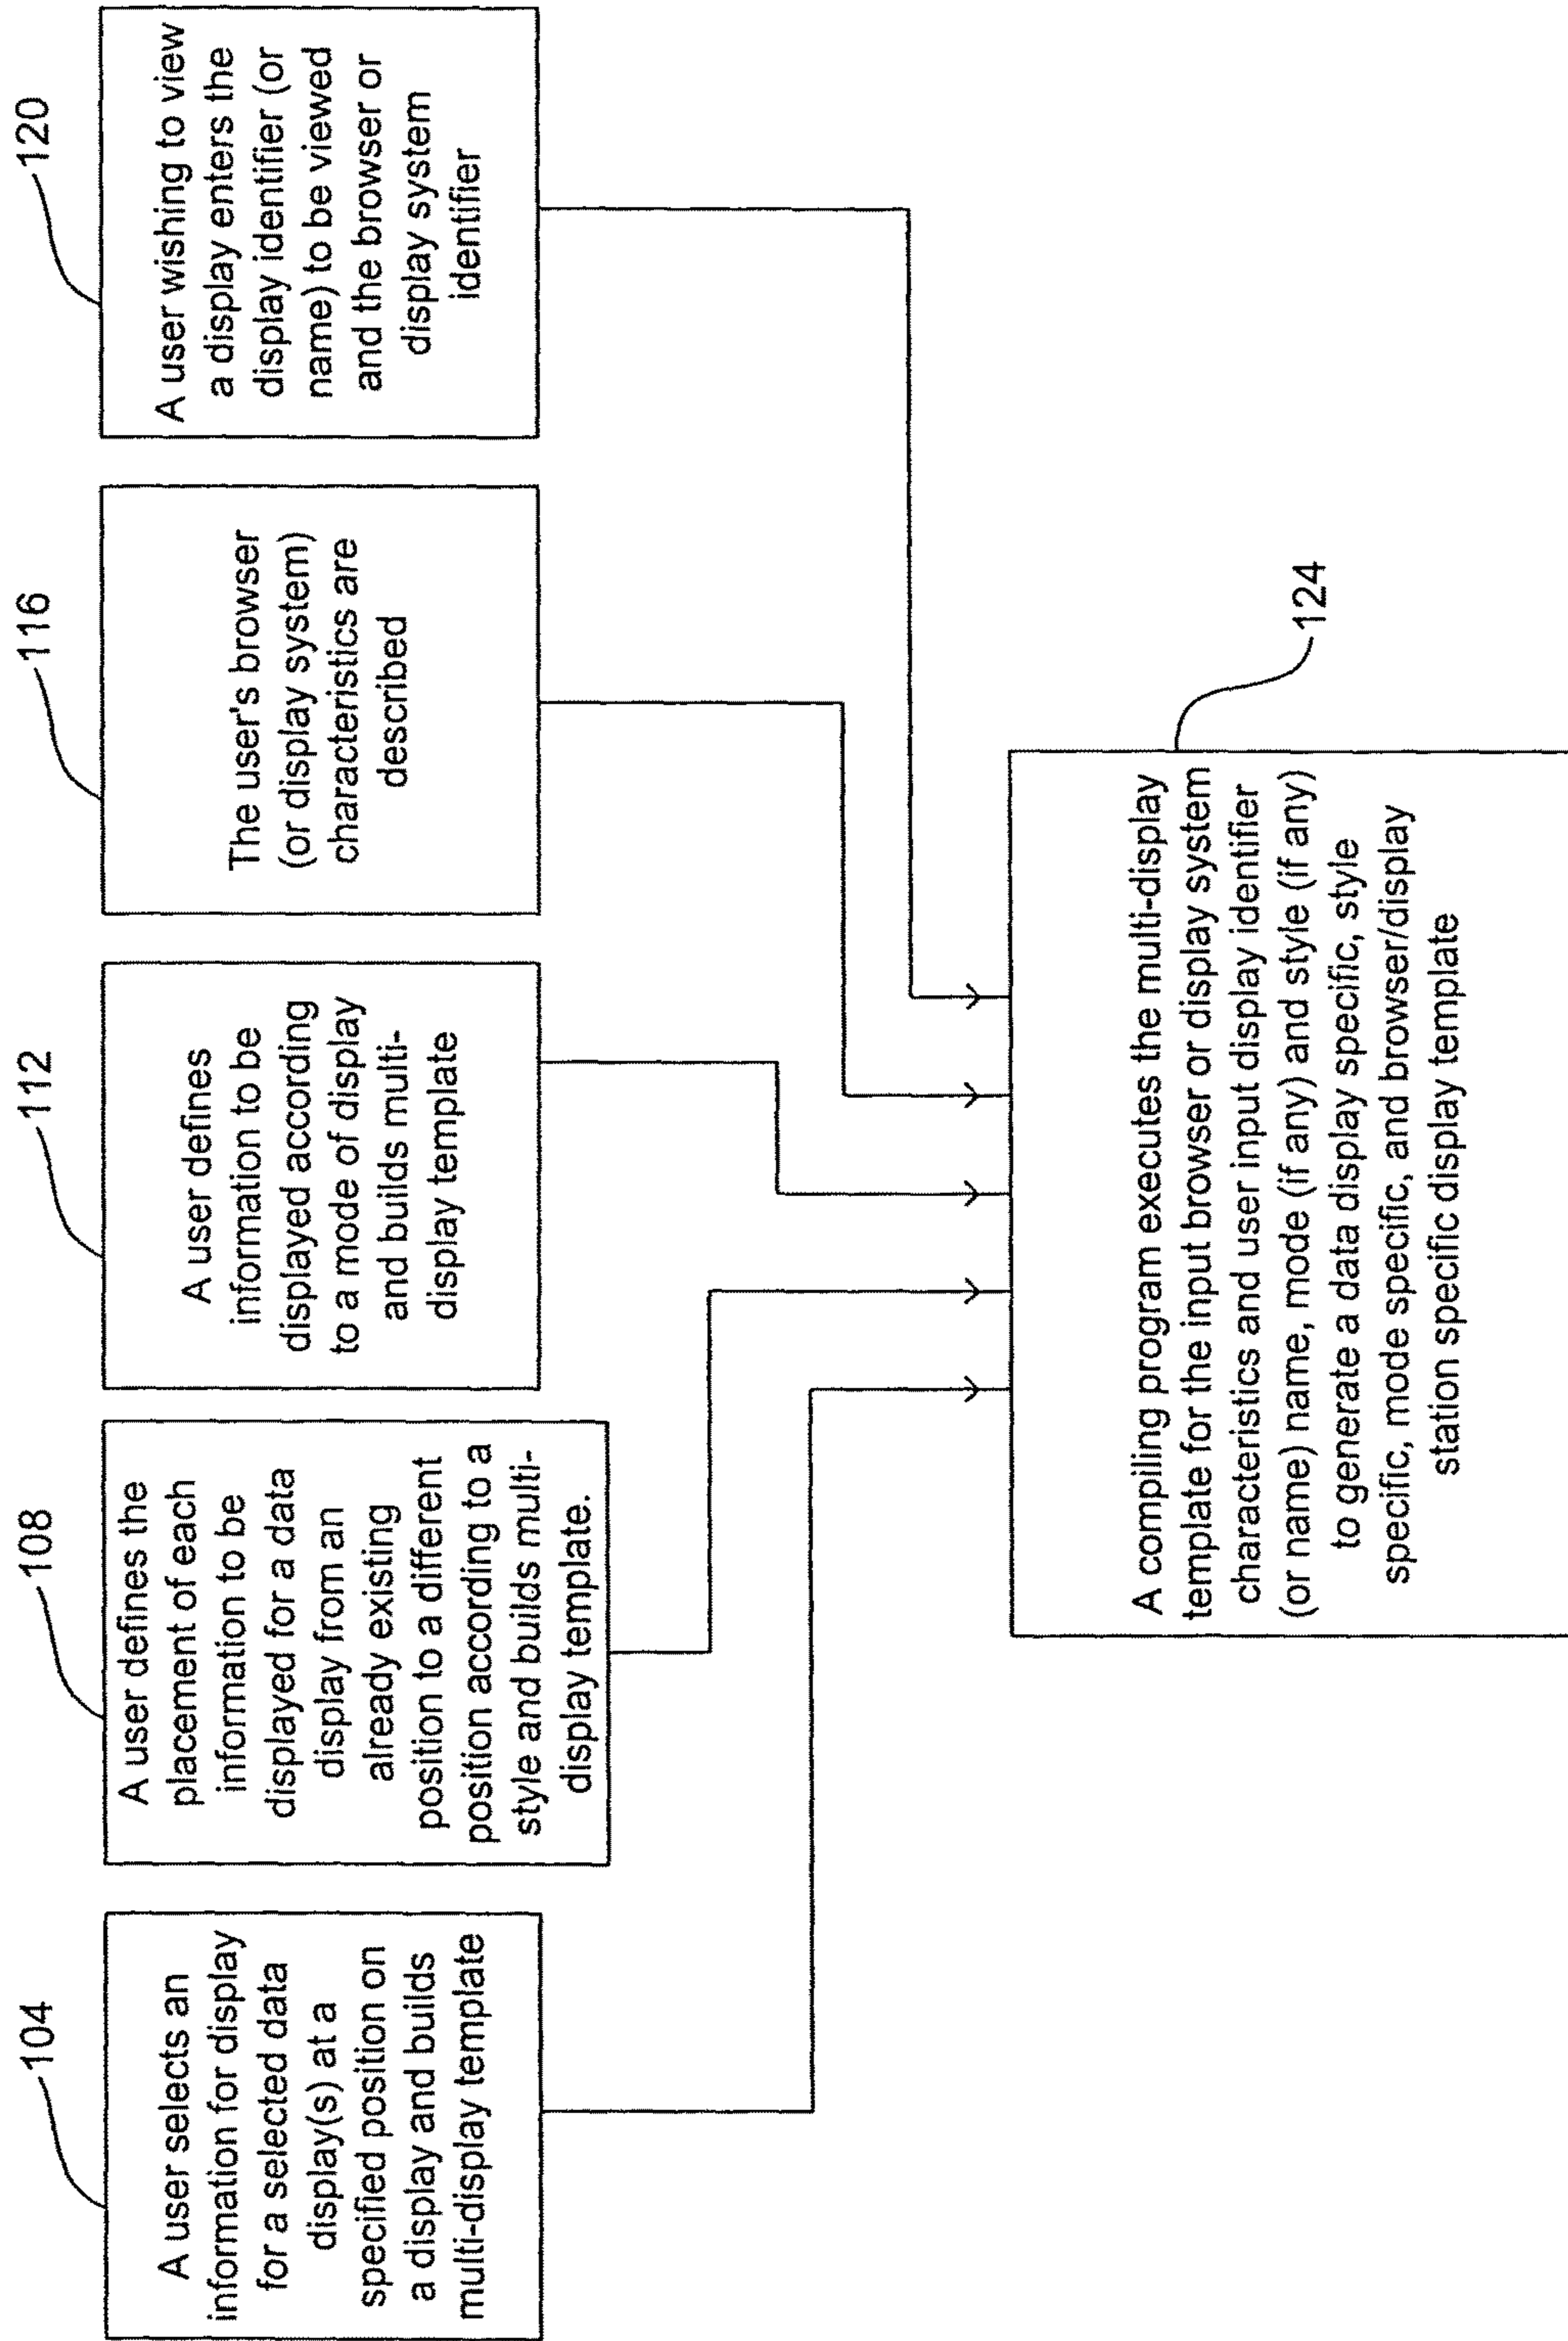 104
A user selects an
information for display
for a selected data
display(s) at a
specified position on
a display and builds
multi-display template
108
A user defines the
placement of each
information to be
displayed for a data
display from an
already existing
position to a different
position according to a
style and builds multi-
display template.
112
A user defines
information to be
displayed according
to a mode of display
and builds multi-
display template
116
The user's browser
(or display system)
characteristics are
described
120
A user wishing to view
a display enters the
display identifier (or
name) to be viewed
and the browser or
display system
identifier
124
A compiling program executes the multi-display
template for the input browser or display system
characteristics and user input display identifier
(or name) name, mode (if any) and style (if any)
to generate a data display specific, style
specific, mode specific, and browser/display
station specific display template